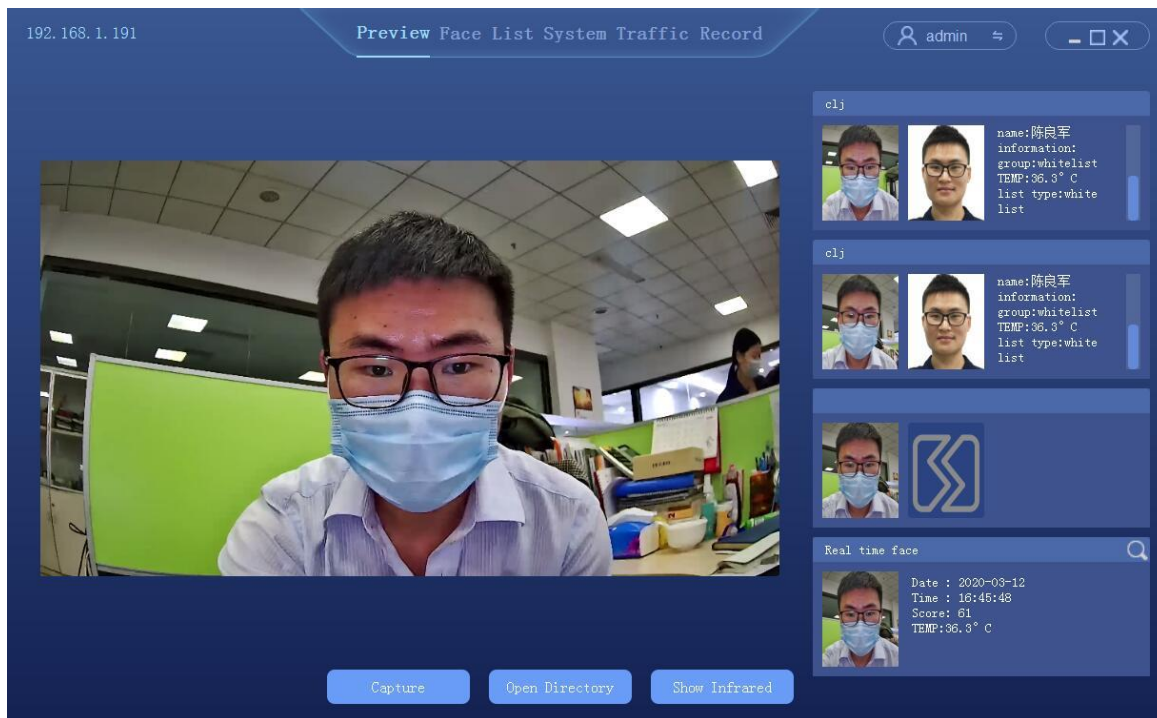 192.168.1.191
Preview Face List System Traffic Record
admin
clj
name:陈良军
information:
group:whitelist
TEMP:36.3° C
list type:white
list
clj
name:陈良军
information:
group:whitelist
TEMP:36.3° C
list type:white
list
Real time face
Date : 2020-03-12
Time : 16:45:48
Score: 61
TEMP:36.3° C
Capture
Open Directory
Show Infrared